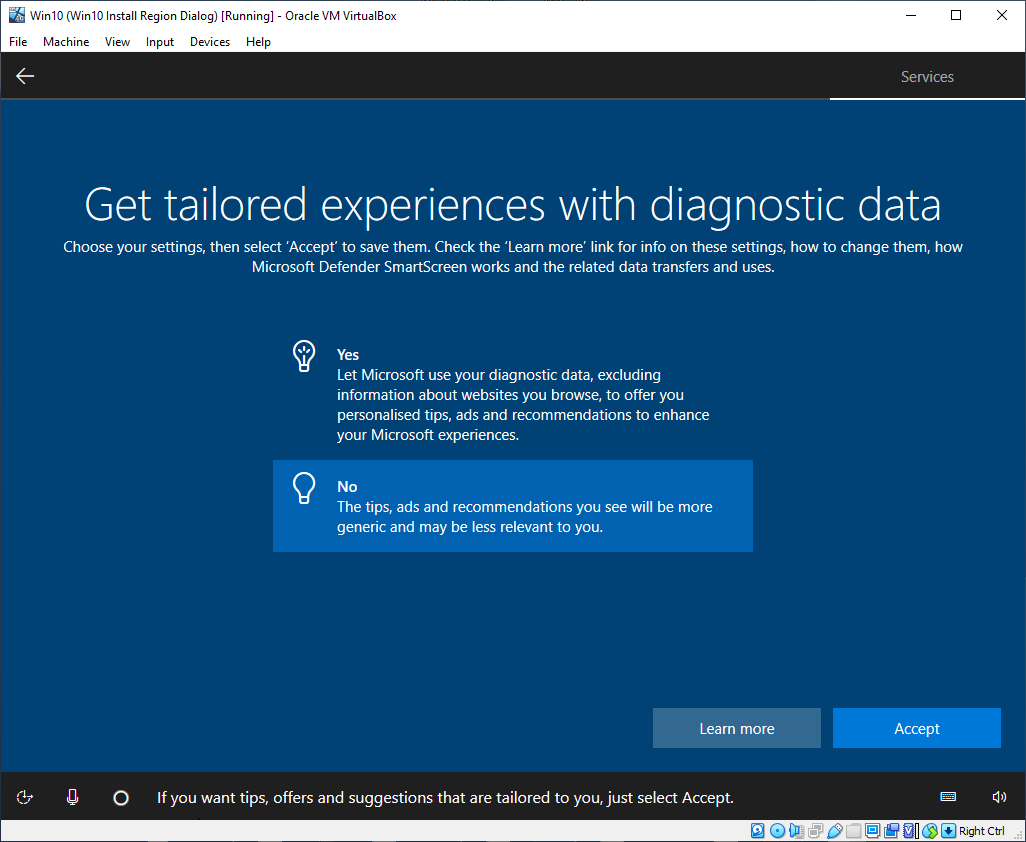 Win10 (Win10 Install Region Dialog) [Running] - Oracle VM VirtualBox
File Machine View Input Devices Help
Services
Get tailored experiences with diagnostic data
Choose your settings, then select ‘Accept’ to save them. Check the ‘Learn more’ link for info on these settings, how to change them, how
Microsoft Defender SmartScreen works and the related data transfers and uses.
Yes
Let Microsoft use your diagnostic data, excluding
information about websites you browse, to offer you
personalised tips, ads and recommendations to enhance
your Microsoft experiences.
No
The tips, ads and recommendations you see will be more
generic and may be less relevant to you.
Learn more
Accept
If you want tips, offers and suggestions that are tailored to you, just select Accept.
Right Ctrl